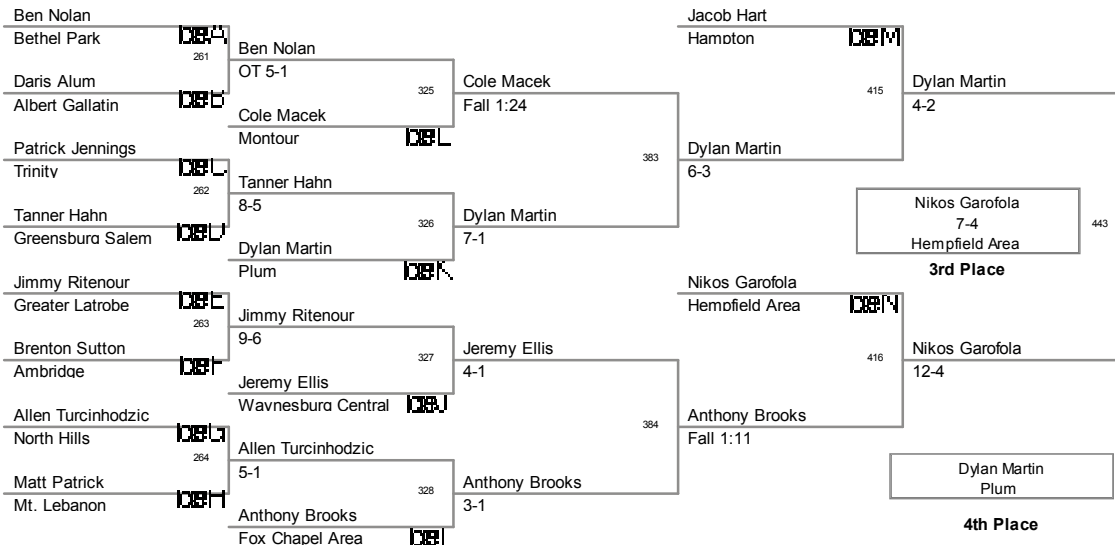 Ben Nolan
Bethel Park
261
Daris Alum
Albert Gallatin
Patrick Jennings
Trinity
262
Tanner Hahn
Greensburg Salem
Jimmy Ritenour
Greater Latrobe
263
Brenton Sutton
Ambridge
Allen Turcinhodzic
North Hills
264
Matt Patrick
Mt. Lebanon
Ben Nolan
OT 5-1
325
Cole Macek
Montour
Tanner Hahn
8-5
326
Dylan Martin
Plum
Jimmy Ritenour
9-6
327
Jeremy Ellis
Waynesburg Central
Allen Turcinhodzic
5-1
328
Anthony Brooks
Fox Chapel Area
Cole Macek
Fall 1:24
383
Dylan Martin
7-1
Jeremy Ellis
4-1
384
Anthony Brooks
3-1
Jacob Hart
Hampton
415
Dylan Martin
6-3
Nikos Garofola
Hempfield Area
416
Anthony Brooks
Fall 1:11
Dylan Martin
4-2
Nikos Garofola
7-4
Hempfield Area
443
3rd Place
Nikos Garofola
12-4
Dylan Martin
Plum
4th Place